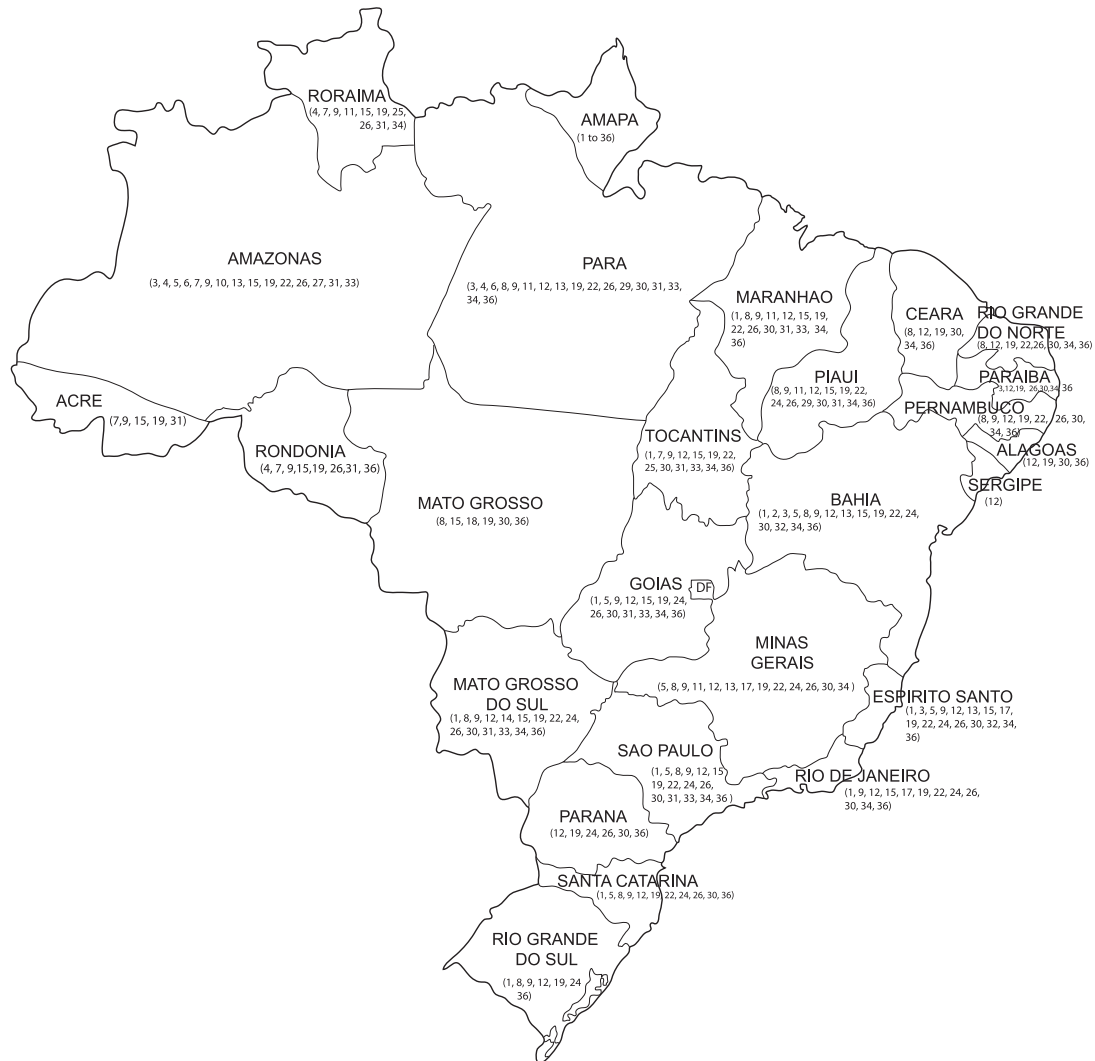 RORAIMA
(4, 7, 9, 11, 15, 19, 25,
26, 31, 34)
AMAPA
(1 to 36)
AMAZONAS
(3, 4, 5, 6, 7, 9, 10, 13, 15, 19, 22, 26, 27, 31, 33)
PARA
(3, 4, 6, 8, 9, 11, 12, 13, 19, 22, 26, 29, 30, 31, 33,
34, 36)
MARANHAO
(1, 8, 9, 11, 12, 15, 19,
22, 26, 30, 31, 33, 34,
36)
CEARA
(8, 12, 19, 30,
34, 36)
RIO GRANDE
DO NORTE
(8, 12, 19, 22,26, 30, 34, 36)
PIAUI
(8, 9, 11, 12, 15, 19, 22,
24, 26, 29, 30, 31, 34, 36)
PARAIBA
3,12,19, 26,30,34, 36
PERNAMBUCO
(8, 9, 12, 19, 22, 26, 30,
34, 36)
ALAGOAS
(12, 19, 30, 36)
SERGIPE
(12)
ACRE
(7,9, 15, 19, 31)
RONDONIA
(4, 7, 9,15,19, 26,31, 36)
TOCANTINS
(1, 7, 9, 12, 15, 19, 22,
25, 30, 31, 33, 34, 36)
MATO GROSSO
(8, 15, 18, 19, 30, 36)
BAHIA
(1, 2, 3, 5, 8, 9, 12, 13, 15, 19, 22, 24,
30, 32, 34, 36)
GOIAS
(1, 5, 9, 12, 15, 19, 24,
26, 30, 31, 33, 34, 36)
DF
MINAS
GERAIS
(5, 8, 9, 11, 12, 13, 17, 19, 22, 24, 26, 30, 34 )
MATO GROSSO
DO SUL
(1, 8, 9, 12, 14, 15, 19, 22, 24,
26, 30, 31, 33, 34, 36)
ESPIRITO SANTO
(1, 3, 5, 9, 12, 13, 15, 17,
19, 22, 24, 26, 30, 32, 34,
36)
SAO PAULO
(1, 5, 8, 9, 12, 15
19, 22, 24, 26,
30, 31, 33, 34, 36 )
RIO DE JANEIRO
(1, 9, 12, 15, 17, 19, 22, 24, 26,
30, 34, 36)
PARANA
(12, 19, 24, 26, 30, 36)
SANTA CATARINA
(1, 5, 8, 9, 12, 19, 22, 24, 26, 30, 36)
RIO GRANDE
DO SUL
(1, 8, 9, 12, 19, 24
36)